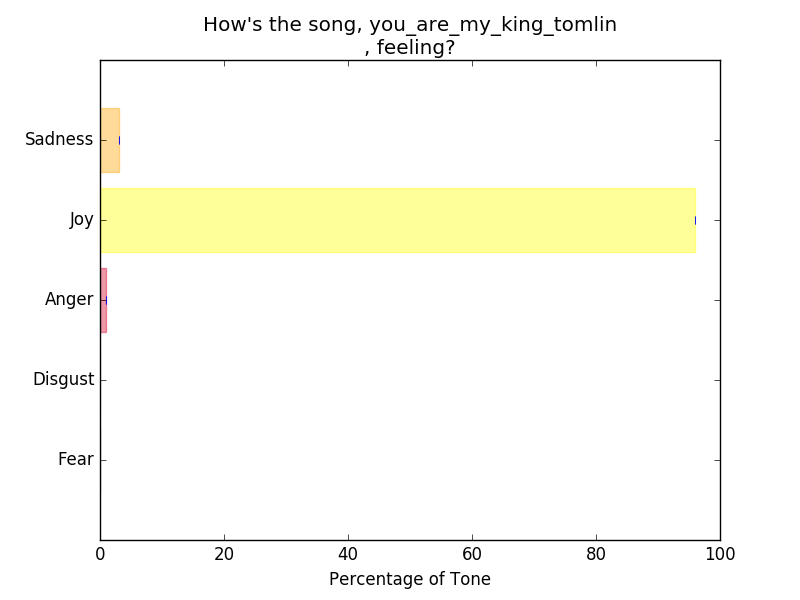 How's the song, you_are_my_king_tomlin
, feeling?
Sadness
Joy
Anger
Disgust
Fear
0 20 40 60 80 100
Percentage of Tone